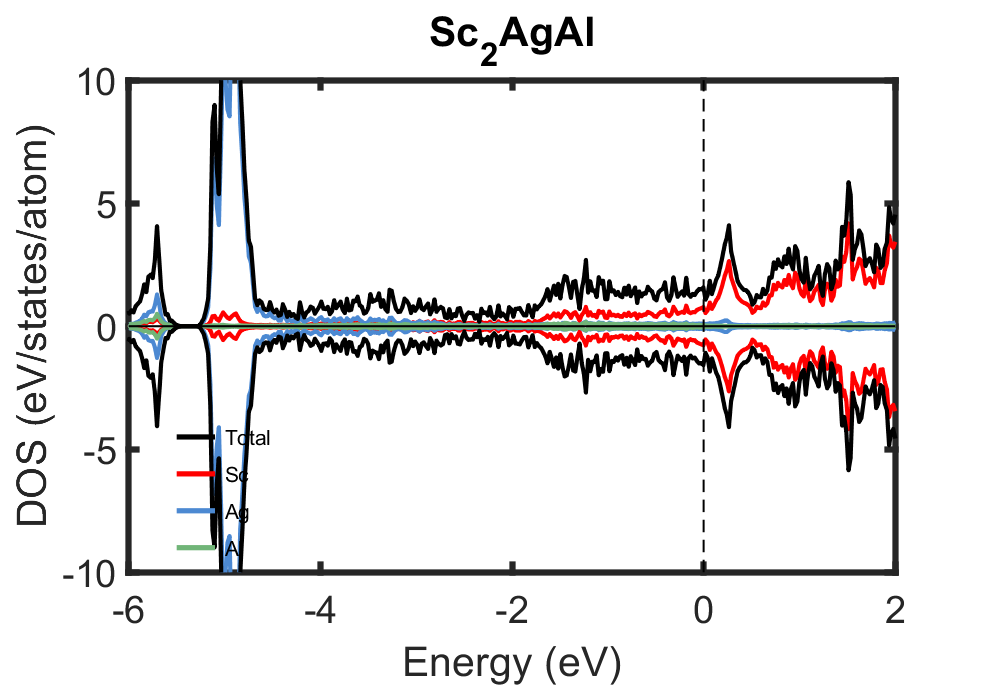 Sc2AgAl
DOS (eV/states/atom)
10
5
0
-5
-10
Total
Sc
Ag
Al
-6
-4
-2
0
2
Energy (eV)